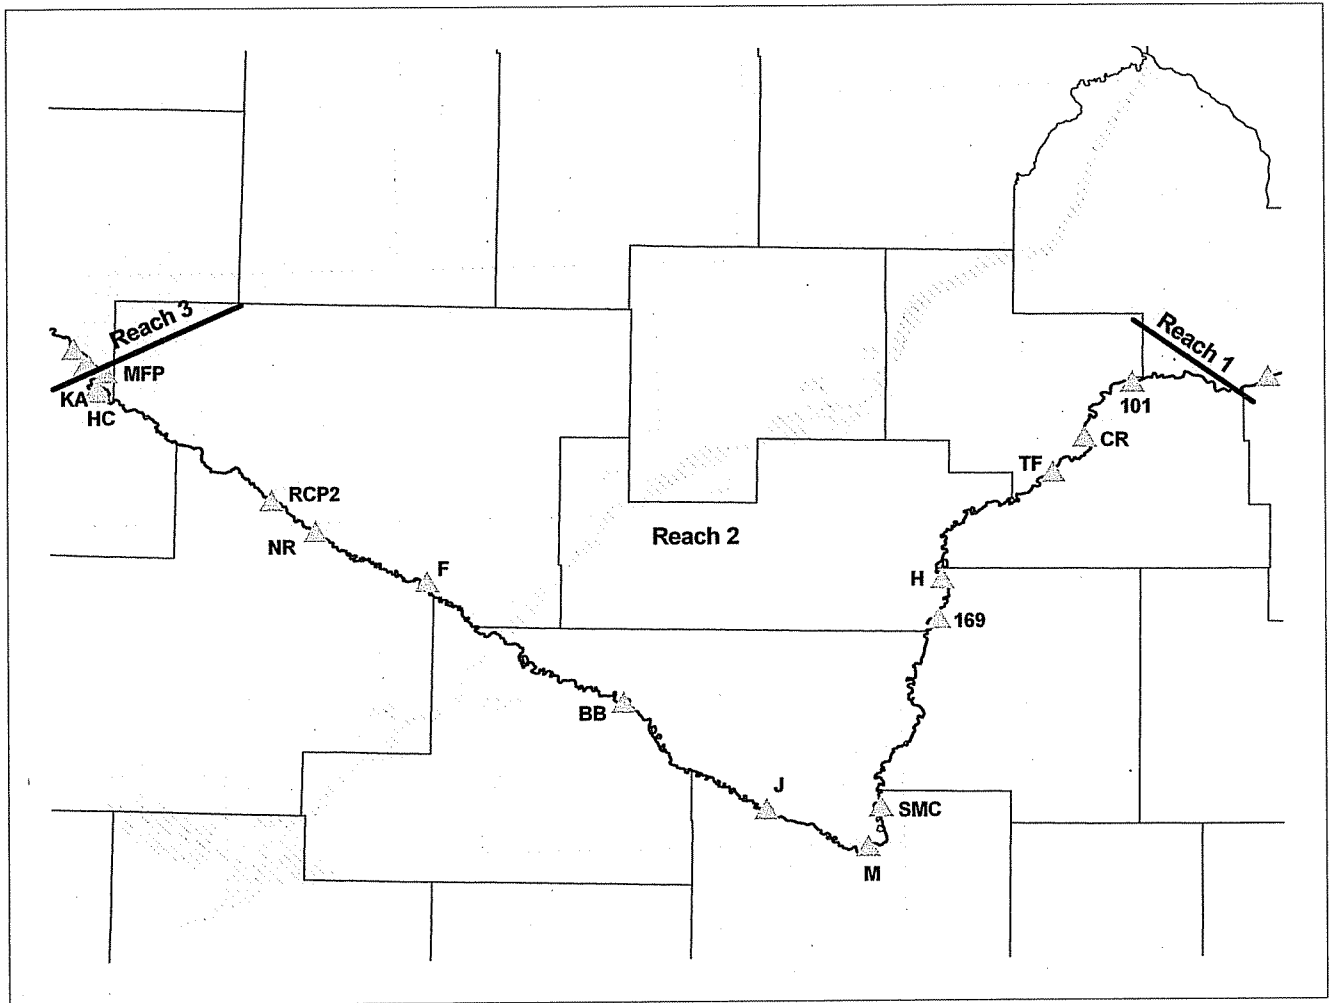 Reach 3
Reach 1
MFP
KA
HC
101
CR
TF
RCP2
NR
Reach 2
F
H
169
BB
J
SMC
M